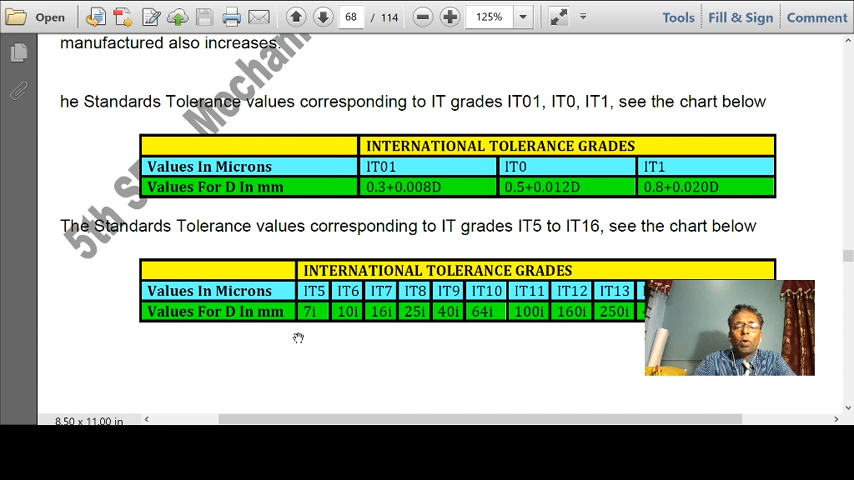 Open 68 / 114 125% Tools Fill & Sign Comment
manufactured also increases.
he Standards Tolerance values corresponding to IT grades IT01, IT0, IT1, see the chart below
INTERNATIONAL TOLERANCE GRADES
Values In Microns IT01 IT0 IT1
Values For D In mm 0.3+0.008D 0.5+0.012D 0.8+0.020D
The Standards Tolerance values corresponding to IT grades IT5 to IT16, see the chart below
INTERNATIONAL TOLERANCE GRADES
Values In Microns IT5 IT6 IT7 IT8 IT9 IT10 IT11 IT12 IT13
Values For D In mm 7i 10i 16i 25i 40i 64i 100i 160i 250i
5th Mechan
8.50 x 11.00 in